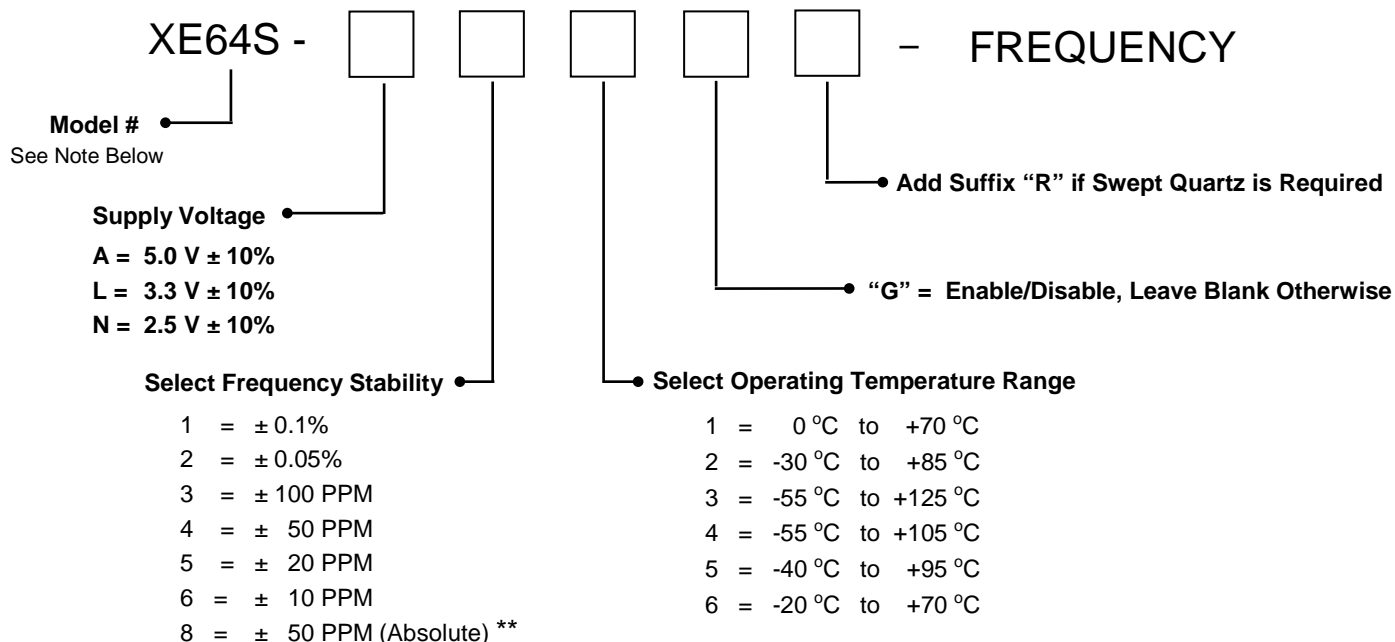 XE64S - – FREQUENCY
Model #
See Note Below
Add Suffix “R” if Swept Quartz is Required
Supply Voltage
A = 5.0 V ± 10%
L = 3.3 V ± 10%
N = 2.5 V ± 10%
“G” = Enable/Disable, Leave Blank Otherwise
Select Frequency Stability
1 = ± 0.1%
2 = ± 0.05%
3 = ± 100 PPM
4 = ± 50 PPM
5 = ± 20 PPM
6 = ± 10 PPM
8 = ± 50 PPM (Absolute) **
Select Operating Temperature Range
1 = 0 °C to +70 °C
2 = -30 °C to +85 °C
3 = -55 °C to +125 °C
4 = -55 °C to +105 °C
5 = -40 °C to +95 °C
6 = -20 °C to +70 °C